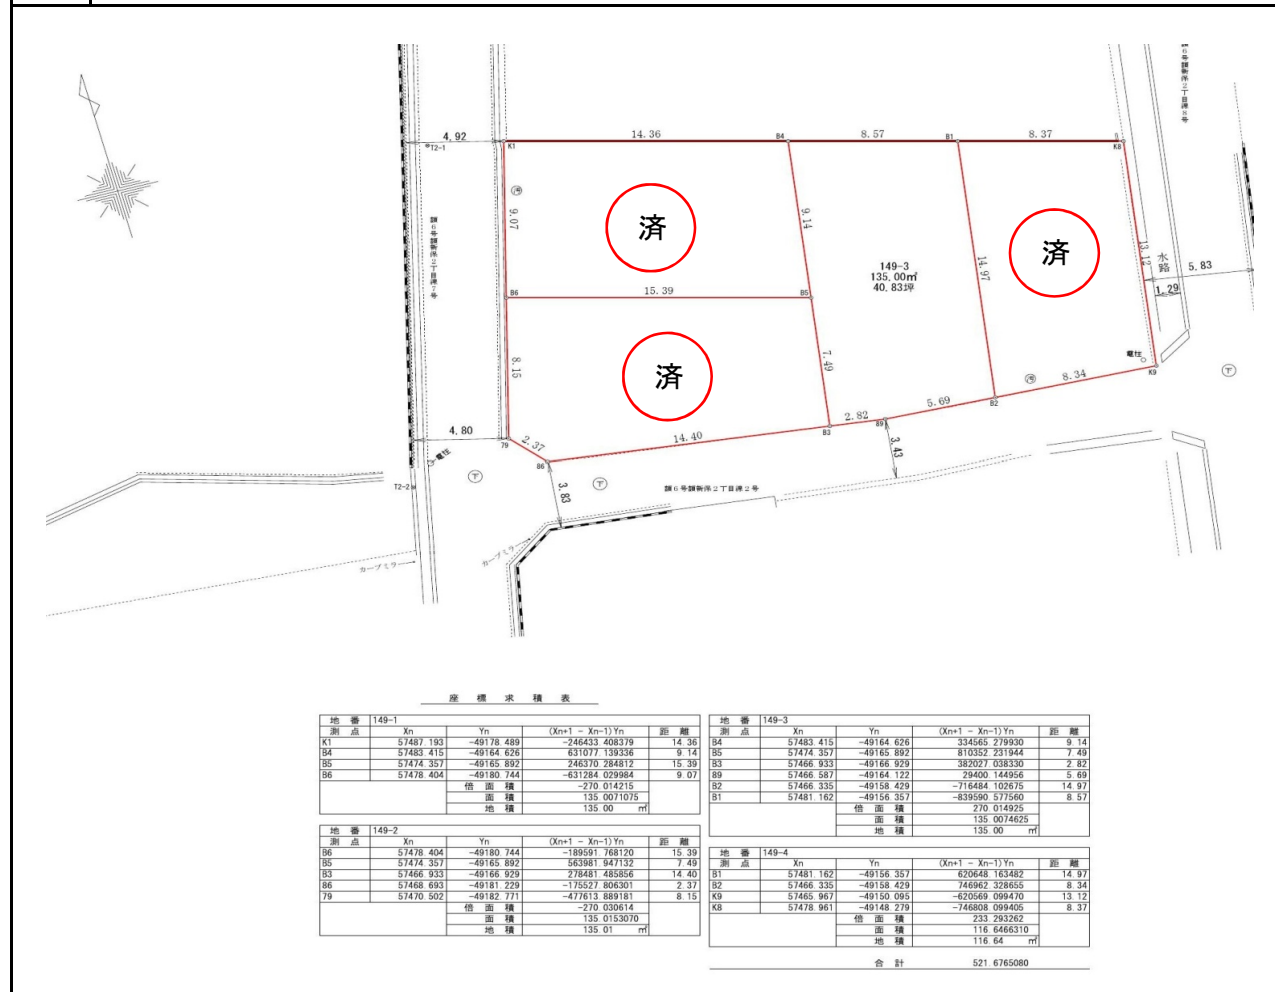 4.92
14.36
8.57
8.37
T2-1
K1
B4
B1
K8
9.07
済
9.14
149-3
135.00㎡
40.83坪
14.97
済
13.12
水路
5.83
1.29
B6
15.39
B5
8.15
済
7.49
電柱
8.34
K9
下
4.80
79
2.37
86
14.40
B3
2.82
89
5.69
B2
3.43
電柱
T2-2
下
3.83
下
カーブミラー
カーブミラー
座標求積表
地番 149-1
測点 Xn Yn (Xn+1 - Xn-1)Yn 距離
K1 57487.193 -49178.489 -246433.408379 14.36
B4 57483.415 -49164.626 631077.139336 9.14
B5 57474.357 -49165.892 246370.284812 15.39
B6 57478.404 -49180.744 -631284.029984 9.07
倍面積 -270.014215
面積 135.0071075
地積 135.00 ㎡
地番 149-2
測点 Xn Yn (Xn+1 - Xn-1)Yn 距離
B6 57478.404 -49180.744 -189591.768120 15.39
B5 57474.357 -49165.892 563981.947132 7.49
B3 57466.933 -49166.929 278481.485856 14.40
86 57468.693 -49181.229 -175527.806301 2.37
79 57470.502 -49182.771 -477613.889181 8.15
倍面積 -270.030614
面積 135.0153070
地積 135.01 ㎡
地番 149-3
測点 Xn Yn (Xn+1 - Xn-1)Yn 距離
B4 57483.415 -49164.626 334565.279930 9.14
B5 57474.357 -49165.892 810352.231944 7.49
B3 57466.933 -49166.929 382027.038330 2.82
89 57466.587 -49164.122 29400.144956 5.69
B2 57466.335 -49158.429 -716484.102675 14.97
B1 57481.162 -49156.357 -839590.577560 8.57
倍面積 270.014925
面積 135.0074625
地積 135.00 ㎡
地番 149-4
測点 Xn Yn (Xn+1 - Xn-1)Yn 距離
B1 57481.162 -49156.357 620648.163482 14.97
B2 57466.335 -49158.429 746962.328655 8.34
K9 57465.967 -49150.095 -620569.099470 13.12
K8 57478.961 -49148.279 -746808.099405 8.37
倍面積 233.293262
面積 116.6466310
地積 116.64 ㎡
合計 521.6765080